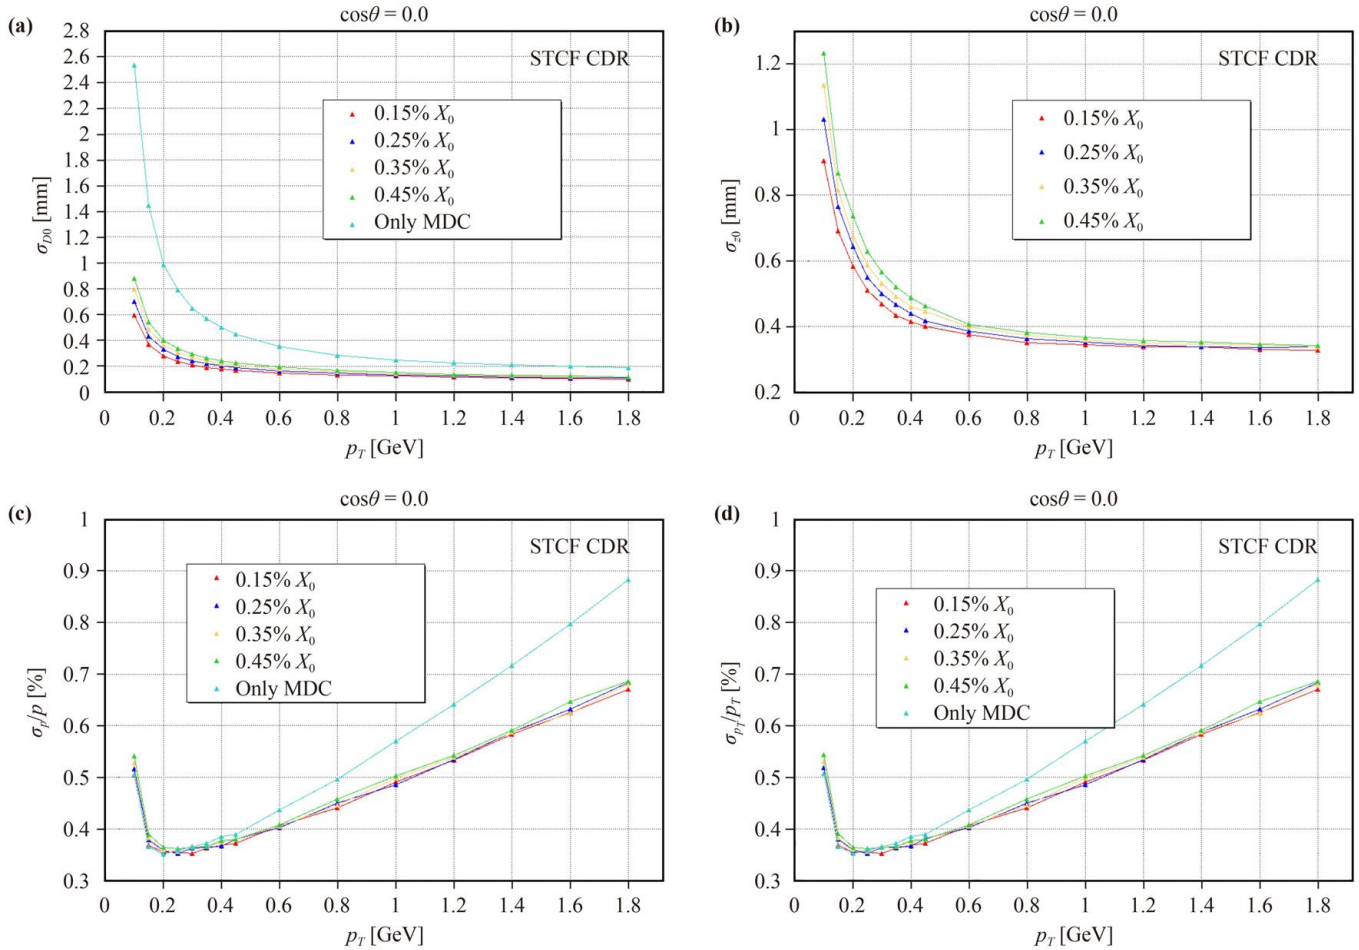 (a)
cosθ = 0.0
STCF CDR
0.15% X₀
0.25% X₀
0.35% X₀
0.45% X₀
Only MDC
σ_D0 [mm]
2.8
2.6
2.4
2.2
2
1.8
1.6
1.4
1.2
1
0.8
0.6
0.4
0.2
0
0 0.2 0.4 0.6 0.8 1 1.2 1.4 1.6 1.8
p_T [GeV]
(b)
cosθ = 0.0
STCF CDR
0.15% X₀
0.25% X₀
0.35% X₀
0.45% X₀
σ_z0 [mm]
1.2
1
0.8
0.6
0.4
0.2
0 0.2 0.4 0.6 0.8 1 1.2 1.4 1.6 1.8
p_T [GeV]
(c)
cosθ = 0.0
STCF CDR
0.15% X₀
0.25% X₀
0.35% X₀
0.45% X₀
Only MDC
σ_p/p [%]
1
0.9
0.8
0.7
0.6
0.5
0.4
0.3
0 0.2 0.4 0.6 0.8 1 1.2 1.4 1.6 1.8
p_T [GeV]
(d)
cosθ = 0.0
STCF CDR
0.15% X₀
0.25% X₀
0.35% X₀
0.45% X₀
Only MDC
σ_pT/p_T [%]
1
0.9
0.8
0.7
0.6
0.5
0.4
0.3
0 0.2 0.4 0.6 0.8 1 1.2 1.4 1.6 1.8
p_T [GeV]